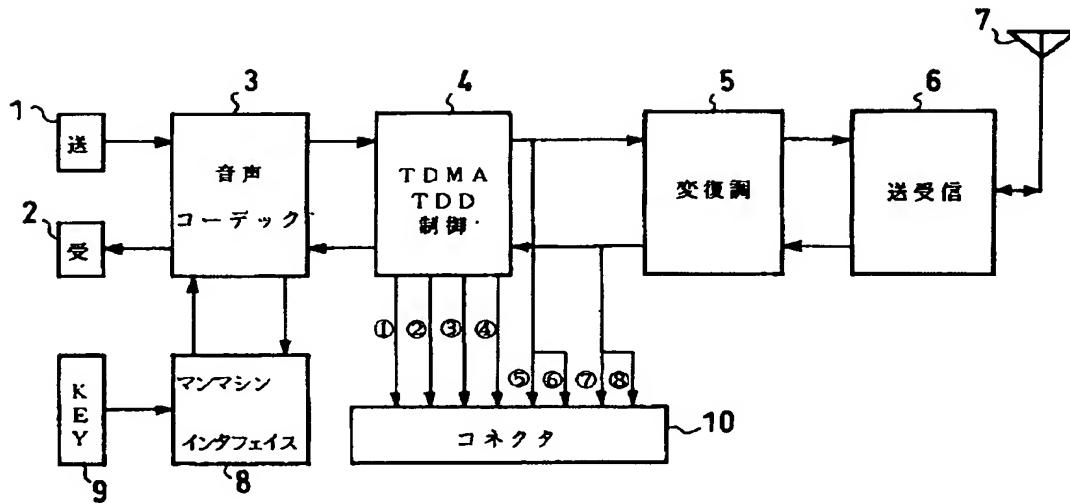 7
3
4
5
6
1
送
音声
コーデック
TDMA
TDD
制御
変復調
送受信
2
受
① ② ③ ④ ⑤ ⑥ ⑦ ⑧
KEY
マンマシン
インタフェイス
コネクタ
10
9
8